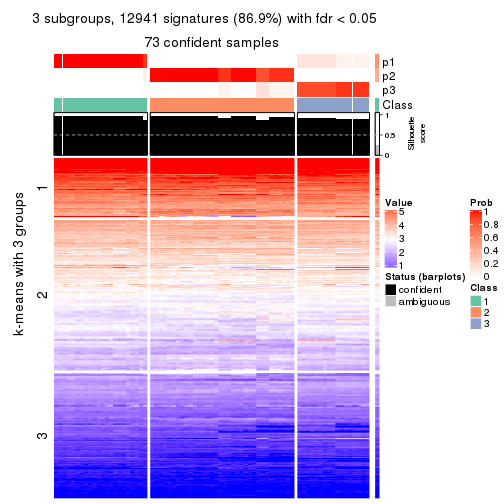 3 subgroups, 12941 signatures (86.9%) with fdr < 0.05
73 confident samples
p1
p2
p3
Class
1
0.5
0
Silhouette
score
k-means with 3 groups
1
2
3
Value
5
4
3
2
1
Status (barplots)
confident
ambiguous
Prob
1
0.8
0.6
0.4
0.2
0
Class
1
2
3